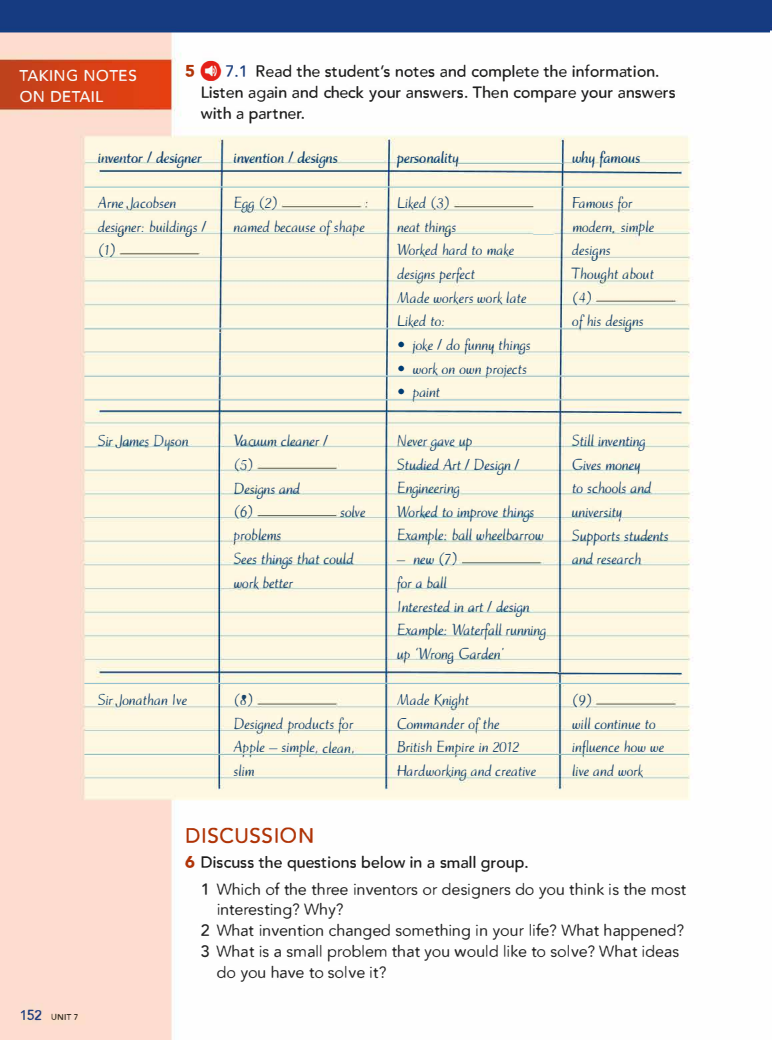 TAKING NOTES
ON DETAIL
5 7.1 Read the student's notes and complete the information.
Listen again and check your answers. Then compare your answers
with a partner.
inventor / designer
invention / designs
personality
why famous
Arne Jacobsen
designer: buildings /
(1) ____________
Egg (2) ____________ :
named because of shape
Liked (3) ____________
neat things
Worked hard to make
designs perfect
Made workers work late
Liked to:
• joke / do funny things
• work on own projects
• paint
Famous for
modern, simple
designs
Thought about
(4) ____________
of his designs
Sir James Dyson
Vacuum cleaner /
(5) ____________
Designs and
(6) ____________ solve
problems
Sees things that could
work better
Never gave up
Studied Art / Design /
Engineering
Worked to improve things
Example: ball wheelbarrow
– new (7) ____________
for a ball
Interested in art / design
Example: Waterfall running
up 'Wrong Garden'
Still inventing
Gives money
to schools and
university
Supports students
and research
Sir Jonathan Ive
(8) ____________
Designed products for
Apple – simple, clean,
slim
Made Knight
Commander of the
British Empire in 2012
Hardworking and creative
(9) ____________
will continue to
influence how we
live and work
DISCUSSION
6 Discuss the questions below in a small group.
1 Which of the three inventors or designers do you think is the most
interesting? Why?
2 What invention changed something in your life? What happened?
3 What is a small problem that you would like to solve? What ideas
do you have to solve it?
152 UNIT 7